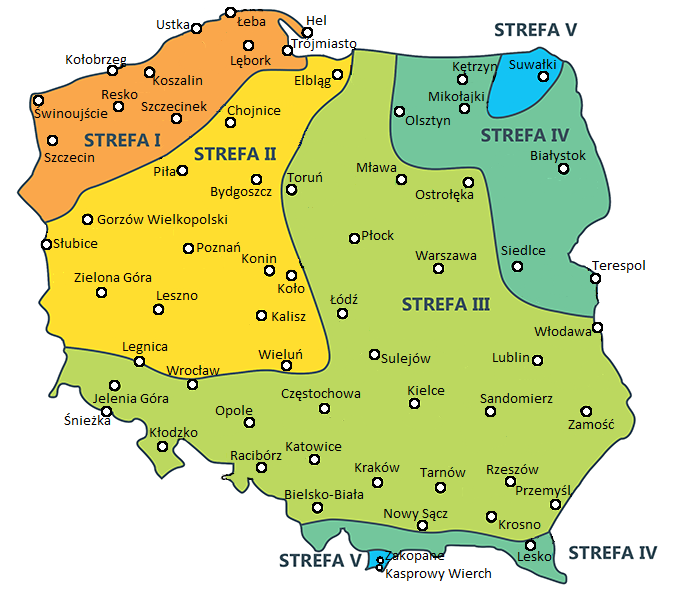 Hel
Łeba
Ustka
STREFA V
Trójmiasto
Lębork
Kołobrzeg
Kętrzyn
Suwałki
Koszalin
Elbląg
Resko
Mikołajki
Szczecinek
Chojnice
Świnoujście
Olsztyn
STREFA I
STREFA IV
STREFA II
Szczecin
Białystok
Piła
Mława
Toruń
Bydgoszcz
Ostrołęka
Gorzów Wielkopolski
Płock
Słubice
Poznań
Siedlce
Warszawa
Konin
Terespol
Zielona Góra
Koło
Leszno
Łódź
STREFA III
Kalisz
Włodawa
Legnica
Wieluń
Sulejów
Lublin
Wrocław
Jelenia Góra
Częstochowa
Kielce
Sandomierz
Śnieżka
Opole
Zamość
Kłodzko
Katowice
Racibórz
Kraków
Tarnów
Rzeszów
Przemyśl
Bielsko-Biała
Nowy Sącz
Krosno
STREFA V
Zakopane
Lesko
STREFA IV
Kasprowy Wierch